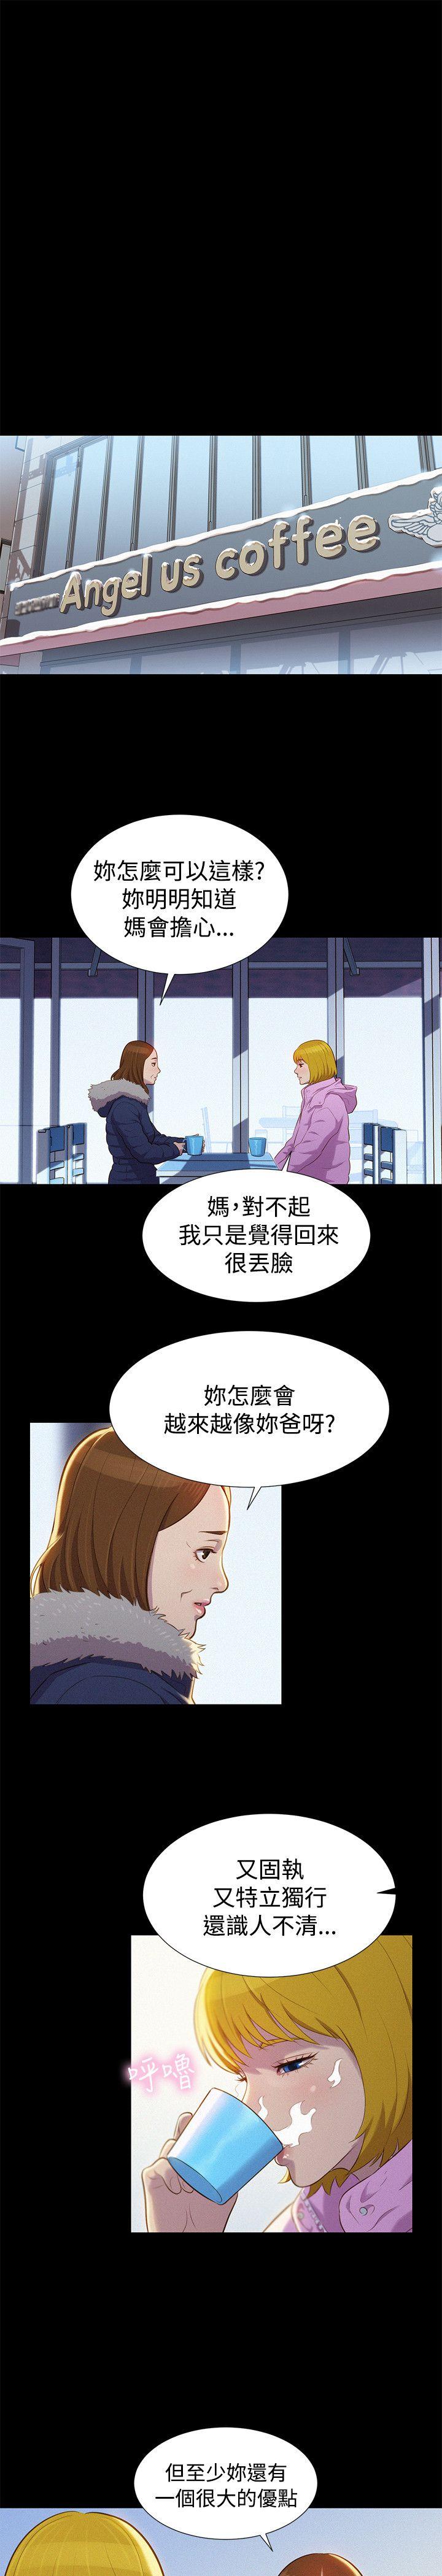 Angel us coffee
妳怎麼可以這樣?
妳明明知道
媽會擔心...
媽,對不起
我只是覺得回來
很丟臉
妳怎麼會
越來越像妳爸呀?
又固執
又特立獨行
還識人不清...
呼嚕
但至少妳還有
一個很大的優點